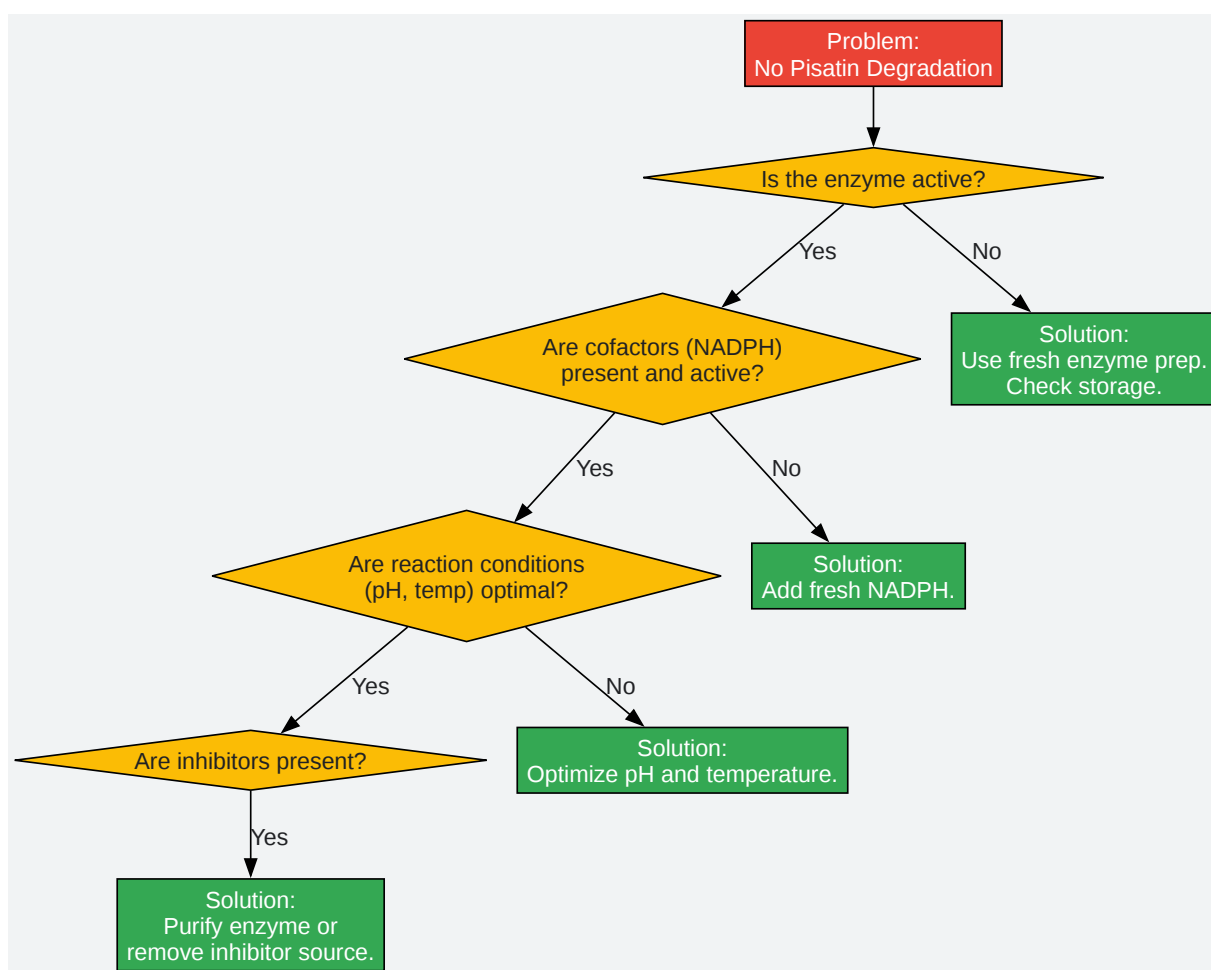 Problem:
No Pisatin Degradation
Is the enzyme active?
Yes
No
Are cofactors (NADPH)
present and active?
Solution:
Use fresh enzyme prep.
Check storage.
Yes
No
Are reaction conditions
(pH, temp) optimal?
Solution:
Add fresh NADPH.
Yes
No
Are inhibitors present?
Solution:
Optimize pH and temperature.
Yes
Solution:
Purify enzyme or
remove inhibitor source.